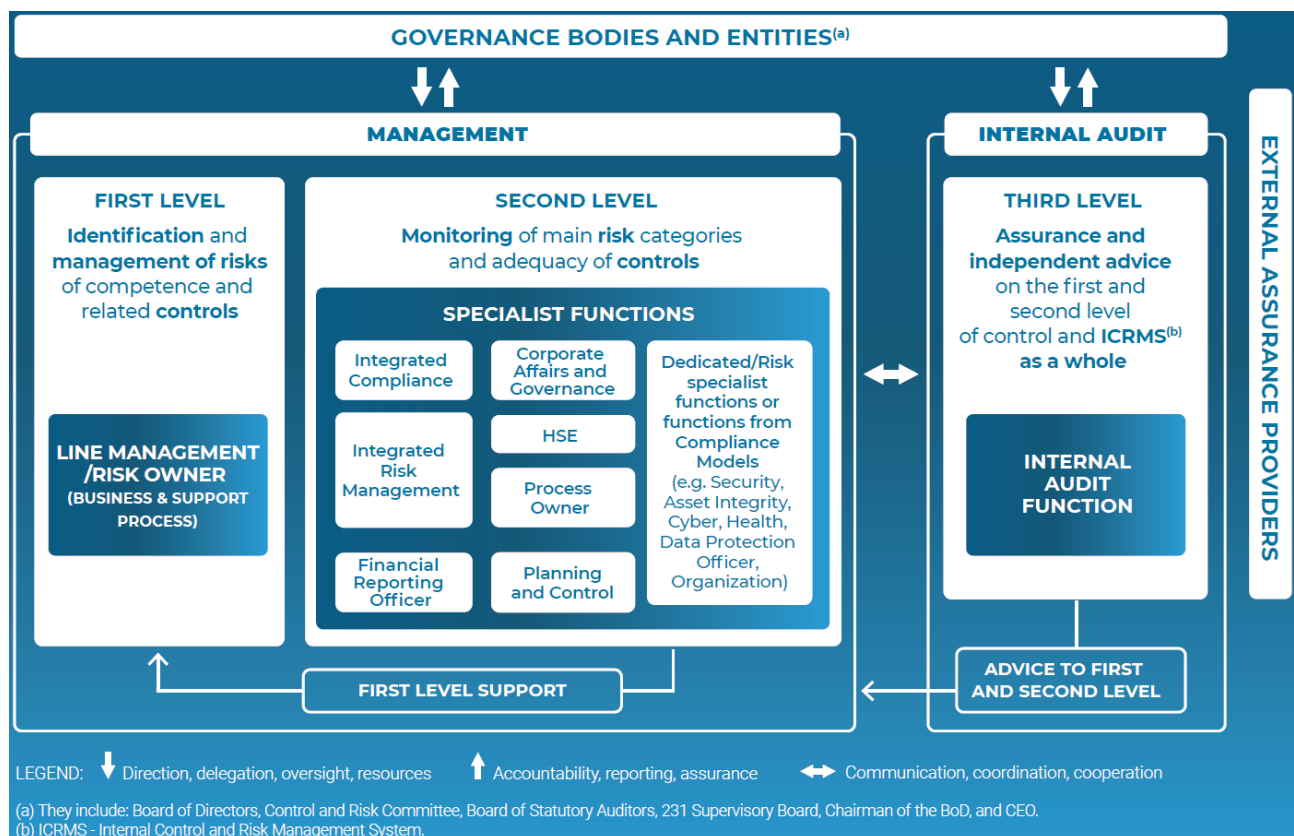 GOVERNANCE BODIES AND ENTITIES(a)
MANAGEMENT
FIRST LEVEL
Identification and
management of risks
of competence and
related controls
LINE MANAGEMENT
/RISK OWNER
(BUSINESS & SUPPORT
PROCESS)
SECOND LEVEL
Monitoring of main risk categories
and adequacy of controls
SPECIALIST FUNCTIONS
Integrated
Compliance
Integrated
Risk
Management
Financial
Reporting
Officer
Corporate
Affairs and
Governance
HSE
Process
Owner
Planning
and Control
Dedicated/Risk
specialist
functions or
functions from
Compliance
Models
(e.g. Security,
Asset Integrity,
Cyber, Health,
Data Protection
Officer,
Organization)
FIRST LEVEL SUPPORT
INTERNAL AUDIT
THIRD LEVEL
Assurance and
independent advice
on the first and
second level
of control and ICRMS(b)
as a whole
INTERNAL
AUDIT
FUNCTION
ADVICE TO FIRST
AND SECOND LEVEL
EXTERNAL ASSURANCE PROVIDERS
LEGEND: Direction, delegation, oversight, resources Accountability, reporting, assurance Communication, coordination, cooperation
(a) They include: Board of Directors, Control and Risk Committee, Board of Statutory Auditors, 231 Supervisory Board, Chairman of the BoD, and CEO.
(b) ICRMS - Internal Control and Risk Management System.